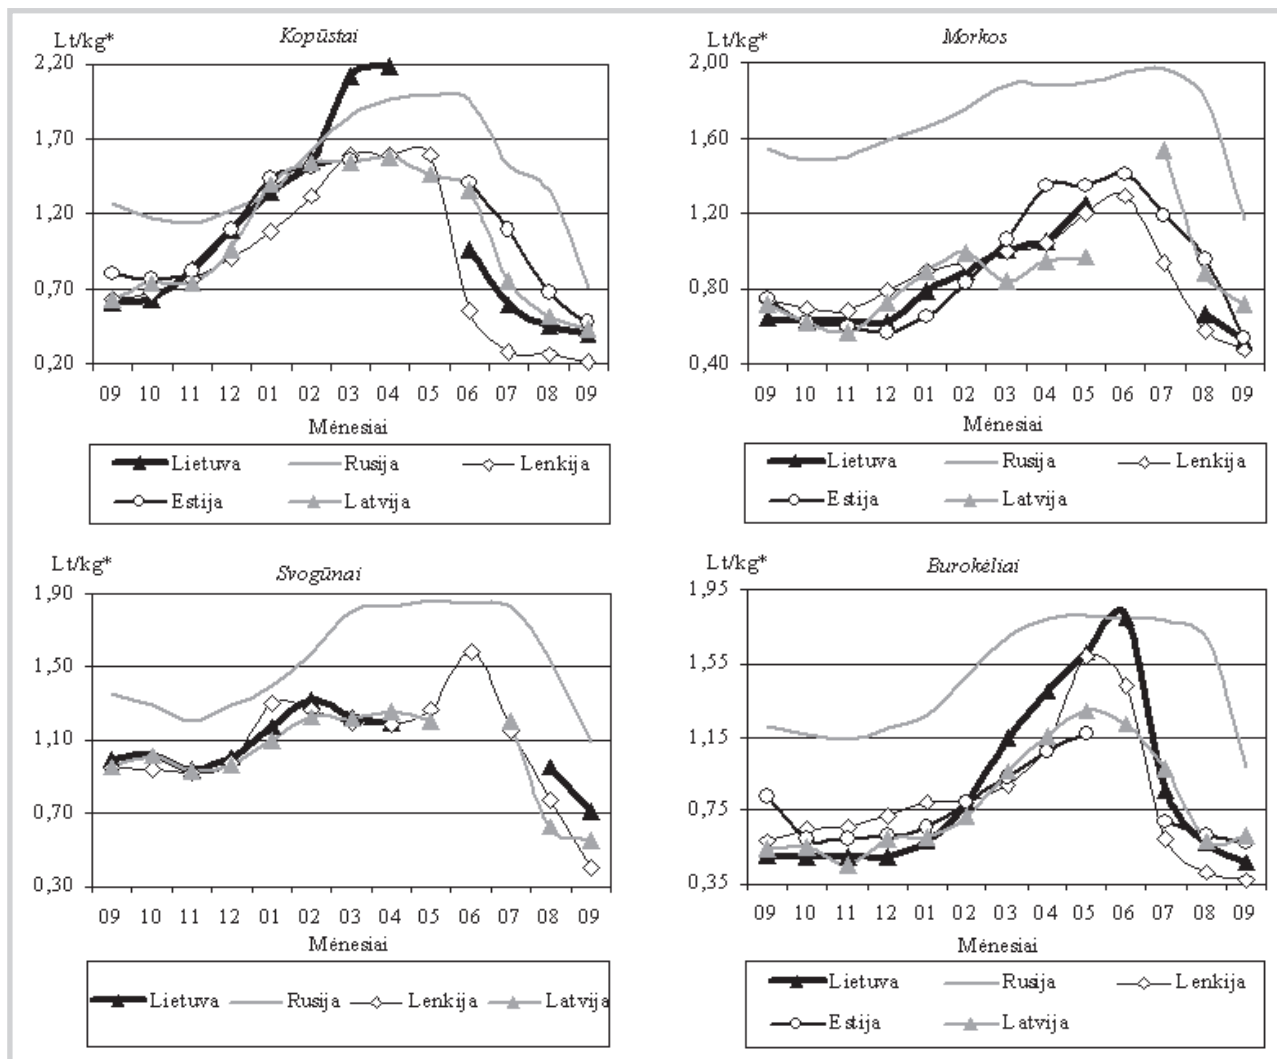 Lt/kg*
Kopūstai
2,20
1,70
1,20
0,70
0,20
09 10 11 12 01 02 03 04 05 06 07 08 09
Mėnesiai
Lietuva Rusija Lenkija
Estija Latvija
Lt/kg*
Morkos
2,00
1,60
1,20
0,80
0,40
09 10 11 12 01 02 03 04 05 06 07 08 09
Mėnesiai
Lietuva Rusija Lenkija
Estija Latvija
Lt/kg*
Svogūnai
1,90
1,50
1,10
0,70
0,30
09 10 11 12 01 02 03 04 05 06 07 08 09
Mėnesiai
Lietuva Rusija Lenkija Latvija
Lt/kg*
Burokėliai
1,95
1,55
1,15
0,75
0,35
09 10 11 12 01 02 03 04 05 06 07 08 09
Mėnesiai
Lietuva Rusija Lenkija
Estija Latvija